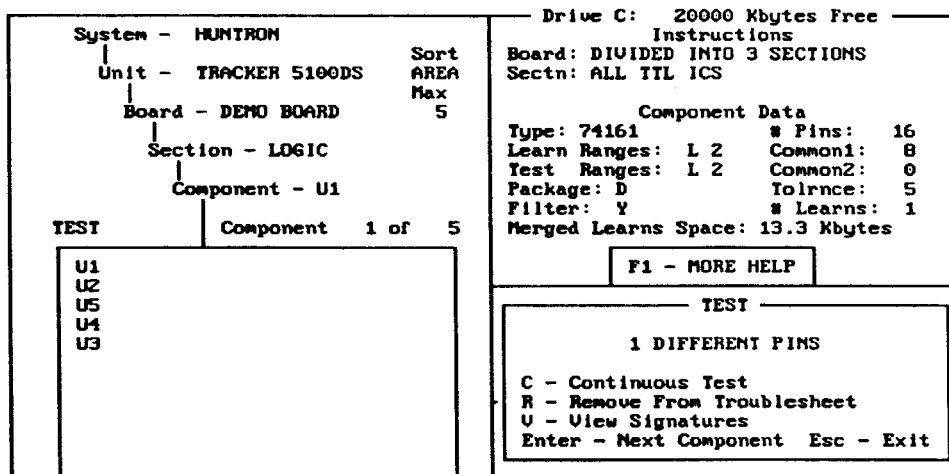 System - HUNTRON
Sort
Unit - TRACKER 5100DS AREA
Max
Board - DEMO BOARD 5
Section - LOGIC
Component - U1
TEST Component 1 of 5
U1
U2
U5
U4
U3
Drive C: 20000 Kbytes Free
Instructions
Board: DIVIDED INTO 3 SECTIONS
Sectn: ALL TTL ICS
Component Data
Type: 74161 # Pins: 16
Learn Ranges: L 2 Common1: 8
Test Ranges: L 2 Common2: 0
Package: D Tolrnce: 5
Filter: Y # Learns: 1
Merged Learns Space: 13.3 Kbytes
F1 - MORE HELP
TEST
1 DIFFERENT PINS
C - Continuous Test
R - Remove From Troublesheet
V - View Signatures
Enter - Next Component Esc - Exit